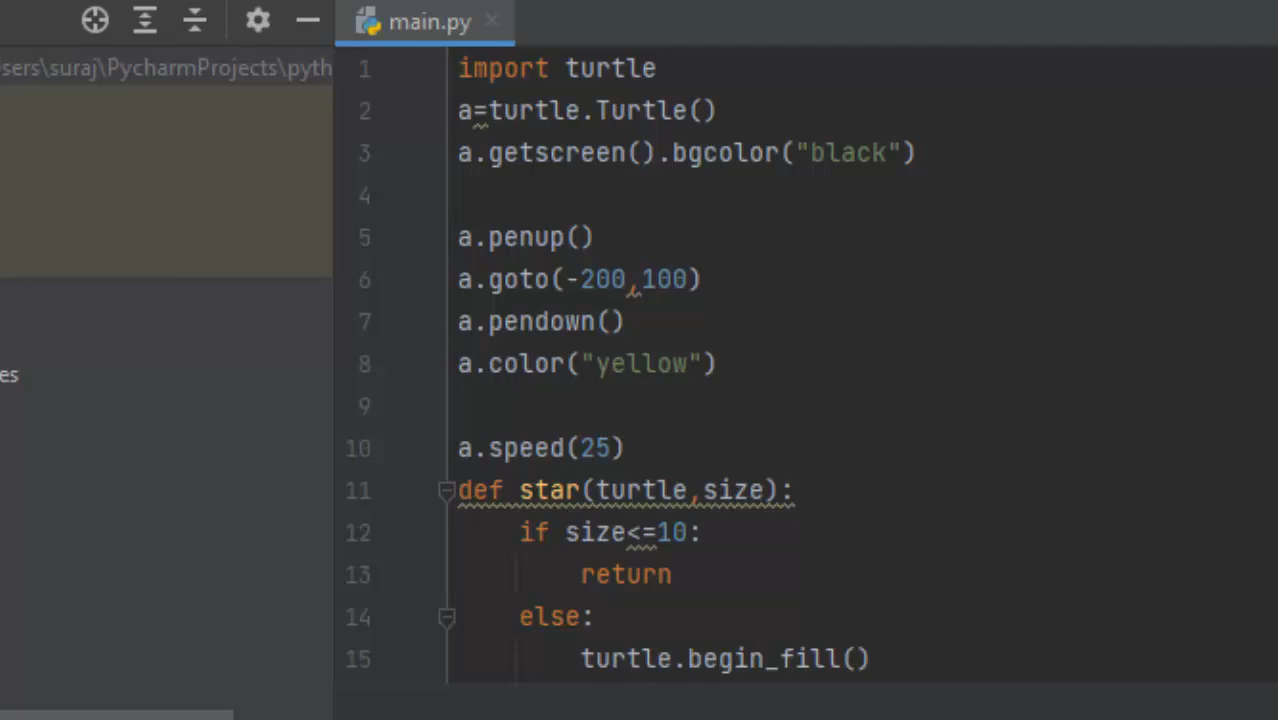 main.py
sers\suraj\PycharmProjects\pyth
1 import turtle
2 a=turtle.Turtle()
3 a.getscreen().bgcolor("black")
4
5 a.penup()
6 a.goto(-200,100)
7 a.pendown()
8 a.color("yellow")
9
10 a.speed(25)
11 def star(turtle,size):
12     if size<=10:
13         return
14     else:
15         turtle.begin_fill()
es